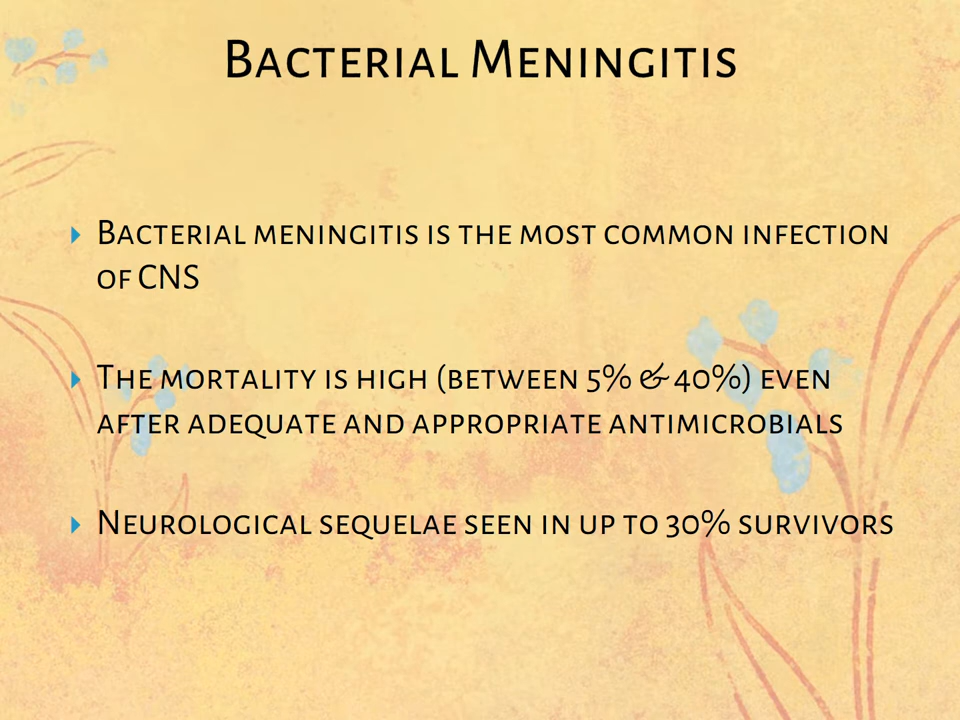 Bacterial Meningitis
Bacterial meningitis is the most common infection
of CNS
The mortality is high (between 5% & 40%) even
after adequate and appropriate antimicrobials
Neurological sequelae seen in up to 30% survivors